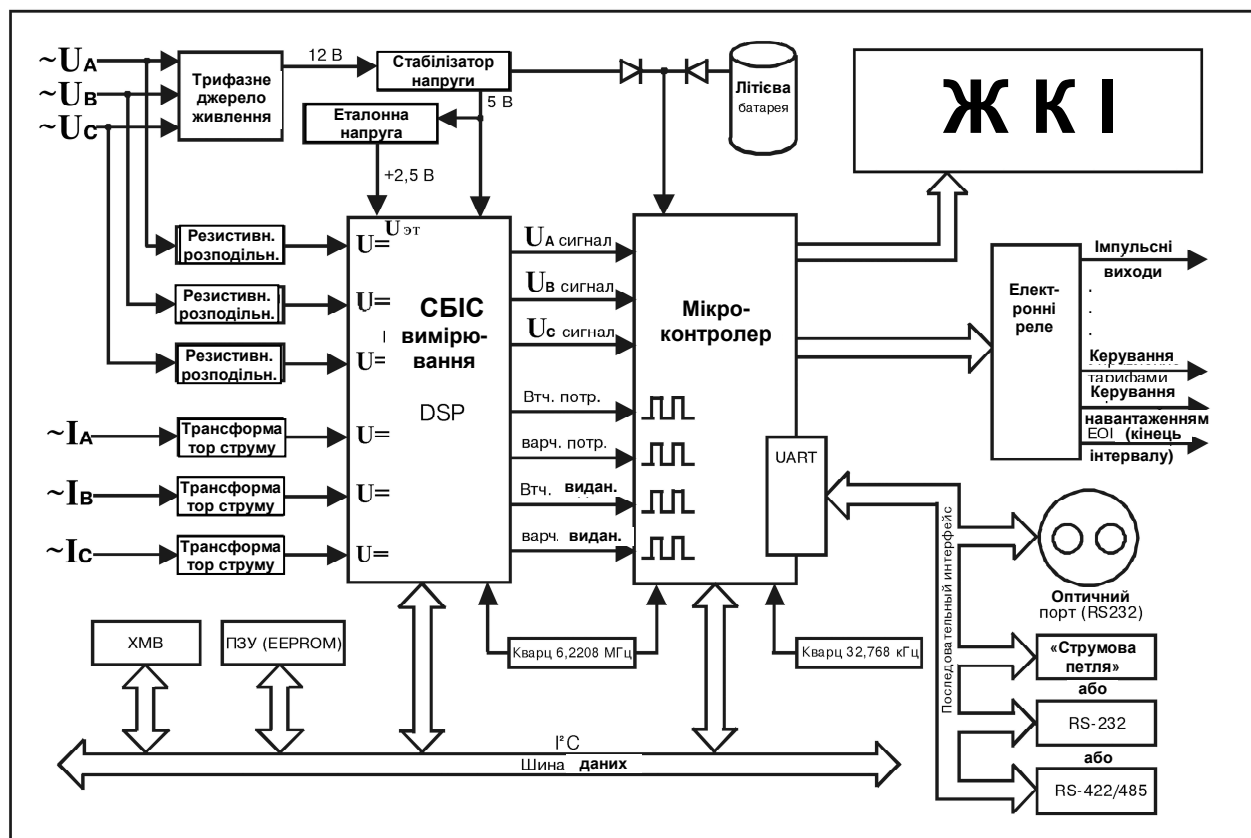 ~UA
~UB
~UC
Трифазне
джерело
живлення
12 В
Стабілізатор
напруги
5 В
Еталонна
напруга
+2,5 В
Літієва
батарея
Ж К І
Резистивн.
розподільн.
Резистивн.
розподільн.
Резистивн.
розподільн.
~IA
~IB
~IC
Трансформа
тор струму
Трансформа
тор струму
Трансформа
тор струму
Uэт
U=
U=
U=
U=
U=
U=
СБІС
вимірю-
вання
DSP
UA сигнал
UB сигнал
UC сигнал
Втч. потр.
варч. потр.
Втч. видан.
варч. видан.
Мікро-
контролер
UART
Елект-
ронні
реле
Імпульсні
виходи
Керування
тарифами
Керування
навантаженням
EOI (кінець
інтервалу)
Последовательный интерфейс
Оптичний
порт (RS232)
«Струмова
петля»
або
RS-232
або
RS-422/485
ХМВ
ПЗУ (EEPROM)
Кварц 6,2208 МГц
Кварц 32,768 кГц
I²C
Шина даних